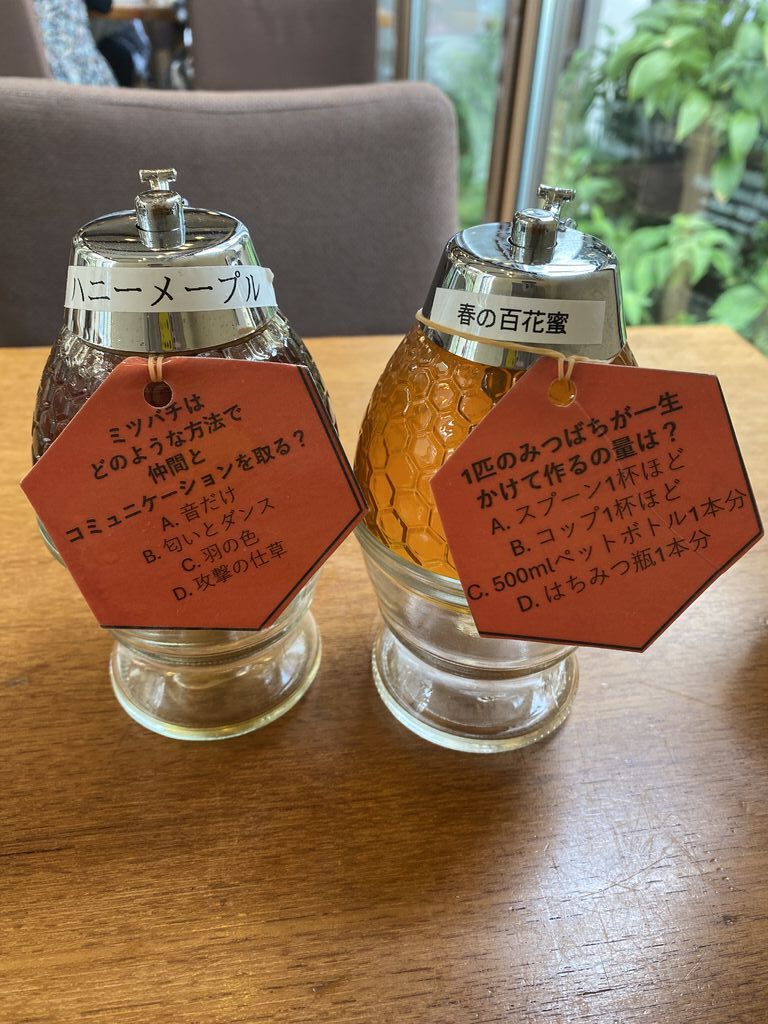 ハニーメープル
ミツバチは
どのような方法で
仲間と
コミュニケーションを取る？
A. 音だけ
B. 匂いとダンス
C. 羽の色
D. 攻撃の仕草
春の百花蜜
1匹のみつばちが一生
かけて作るの量は？
A. スプーン1杯ほど
B. コップ1杯ほど
C. 500mlペットボトル1本分
D. はちみつ瓶1本分